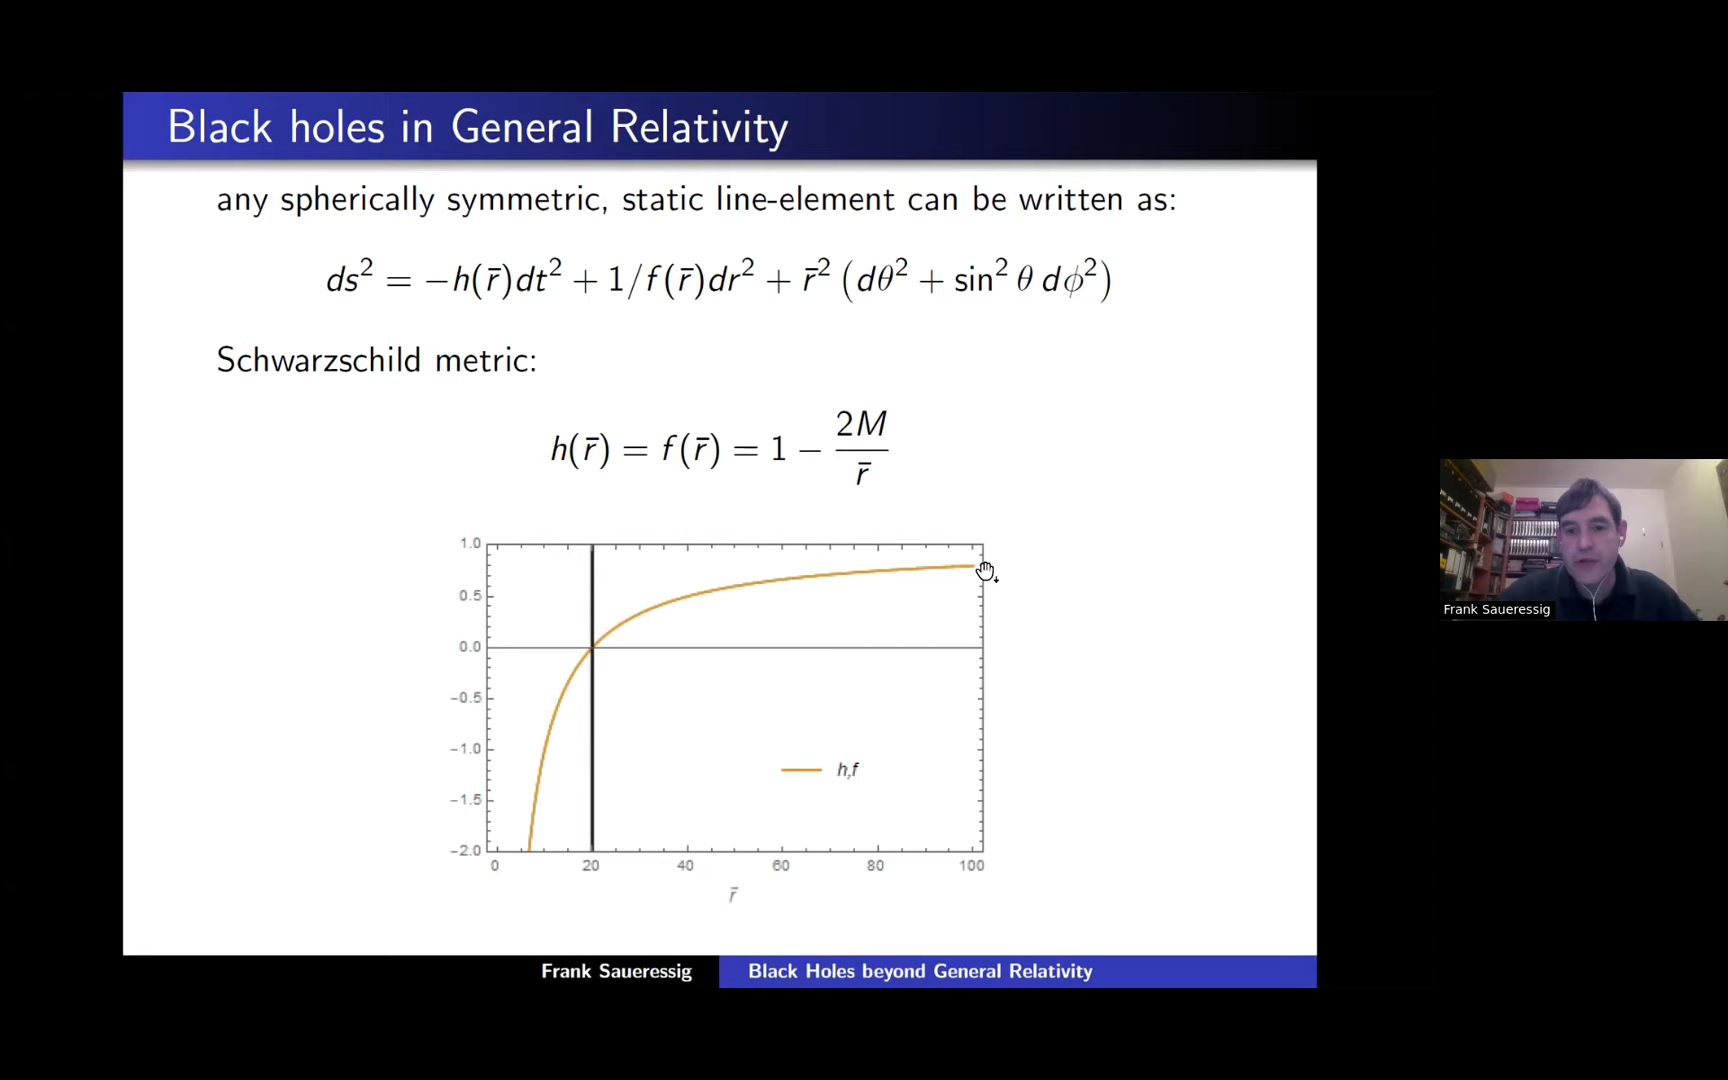 Black holes in General Relativity
any spherically symmetric, static line-element can be written as:
ds² = −h(r̄)dt² + 1/f(r̄)dr² + r̄² (dθ² + sin² θ dϕ²)
Schwarzschild metric:
h(r̄) = f(r̄) = 1 − 2M/r̄
1.0
0.5
0.0
−0.5
−1.0
h,f
−1.5
−2.0
0 20 40 60 80 100
r̄
Frank Saueressig
Frank Saueressig Black Holes beyond General Relativity